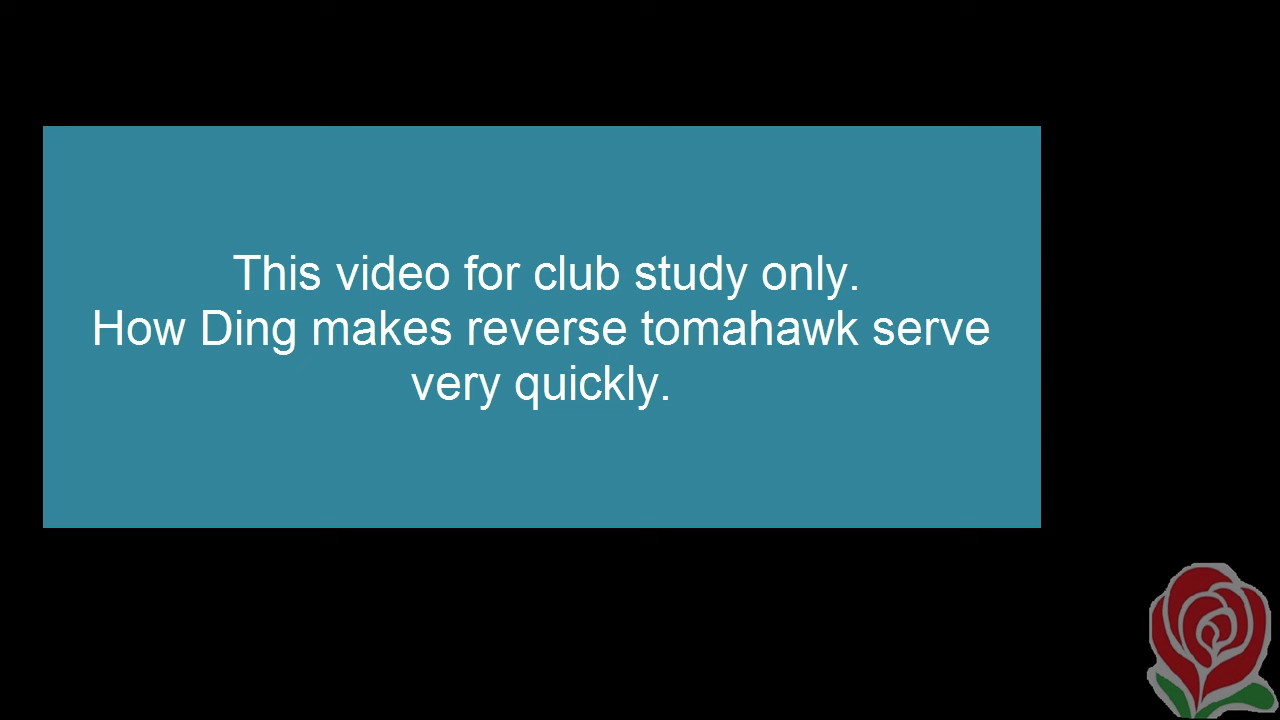 This video for club study only.
How Ding makes reverse tomahawk serve
very quickly.